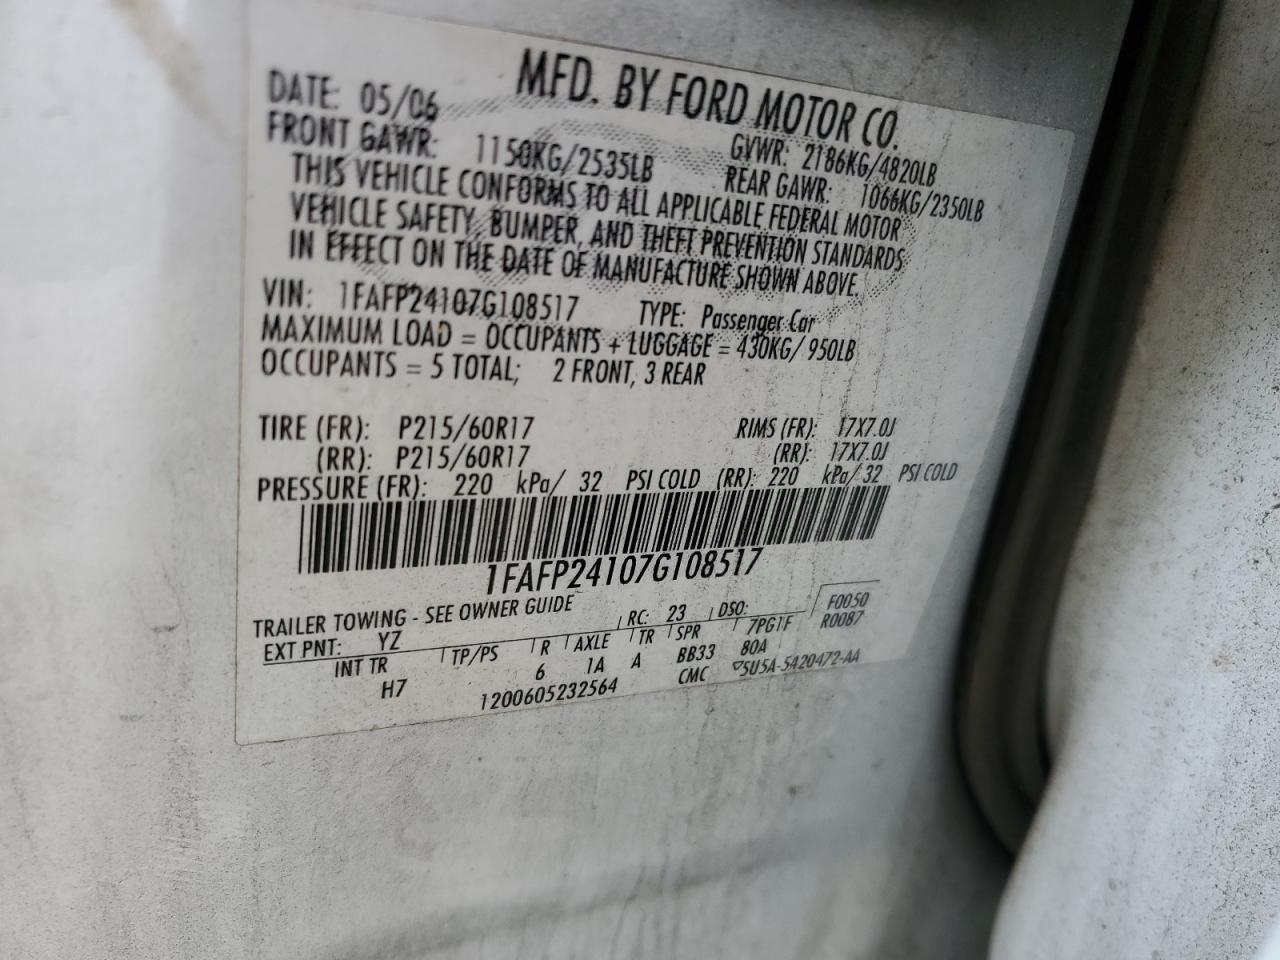 MFD. BY FORD MOTOR CO.
DATE: 05/06 GVWR: 2186KG/4820LB
FRONT GAWR: 1150KG/2535LB REAR GAWR: 1066KG/2350LB
THIS VEHICLE CONFORMS TO ALL APPLICABLE FEDERAL MOTOR
VEHICLE SAFETY, BUMPER, AND THEFT PREVENTION STANDARDS
IN EFFECT ON THE DATE OF MANUFACTURE SHOWN ABOVE.
VIN: 1FAFP24107G108517 TYPE: Passenger Car
MAXIMUM LOAD = OCCUPANTS + LUGGAGE = 430KG/ 950LB
OCCUPANTS = 5 TOTAL; 2 FRONT, 3 REAR
TIRE (FR): P215/60R17 RIMS (FR): 17X7.0J
(RR): P215/60R17 (RR): 17X7.0J
PRESSURE (FR): 220 kPa/ 32 PSI COLD (RR): 220 kPa/ 32 PSI COLD
1FAFP24107G108517
TRAILER TOWING - SEE OWNER GUIDE F0050
EXT PNT: YZ RC: 23 DSO: 7PG1F R0087
INT TR TP/PS R AXLE TR SPR 80A
H7 6 1A A BB33
1200605232564 CMC 5U5A-5420472-AA